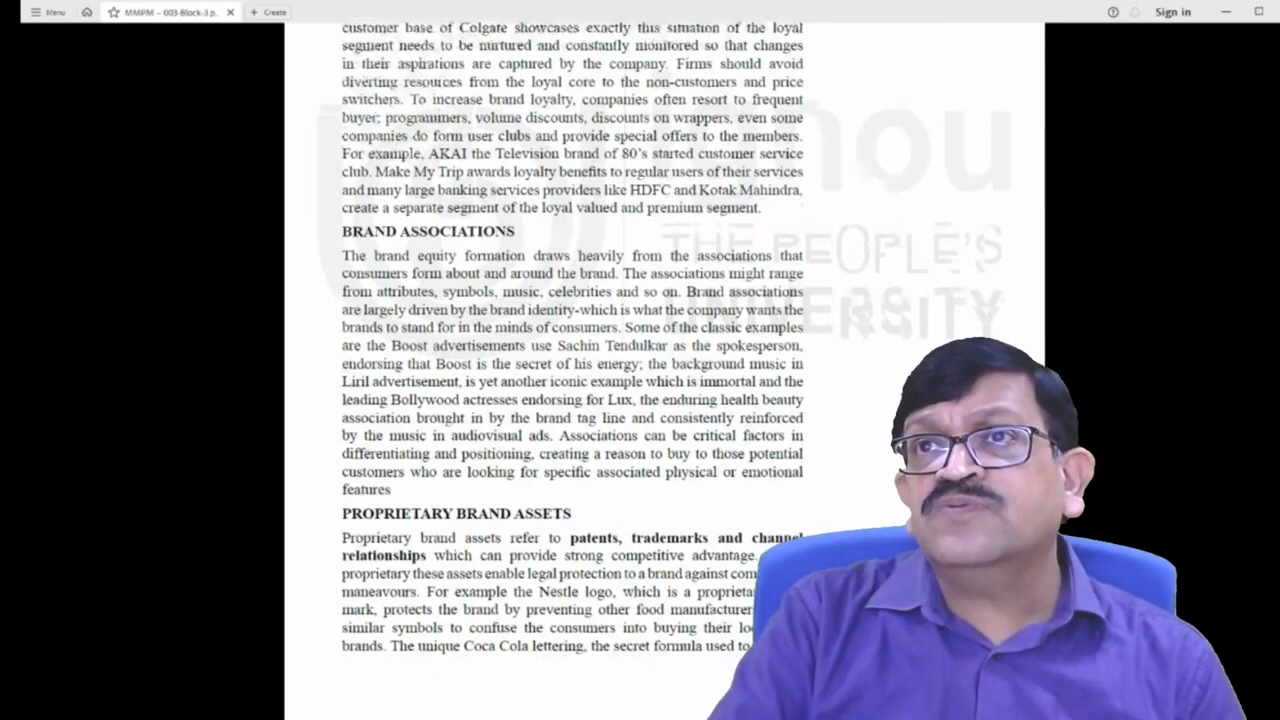 Menu
MMPM – 003-Block-3.p..
Create
Sign in
customer base of Colgate showcases exactly this situation of the loyal
segment needs to be nurtured and constantly monitored so that changes
in their aspirations are captured by the company. Firms should avoid
diverting resources from the loyal core to the non-customers and price
switchers. To increase brand loyalty, companies often resort to frequent
buyer; programmers, volume discounts, discounts on wrappers, even some
companies do form user clubs and provide special offers to the members.
For example, AKAI the Television brand of 80’s started customer service
club. Make My Trip awards loyalty benefits to regular users of their services
and many large banking services providers like HDFC and Kotak Mahindra,
create a separate segment of the loyal valued and premium segment.
BRAND ASSOCIATIONS
The brand equity formation draws heavily from the associations that
consumers form about and around the brand. The associations might range
from attributes, symbols, music, celebrities and so on. Brand associations
are largely driven by the brand identity-which is what the company wants the
brands to stand for in the minds of consumers. Some of the classic examples
are the Boost advertisements use Sachin Tendulkar as the spokesperson,
endorsing that Boost is the secret of his energy; the background music in
Liril advertisement, is yet another iconic example which is immortal and the
leading Bollywood actresses endorsing for Lux, the enduring health beauty
association brought in by the brand tag line and consistently reinforced
by the music in audiovisual ads. Associations can be critical factors in
differentiating and positioning, creating a reason to buy to those potential
customers who are looking for specific associated physical or emotional
features
PROPRIETARY BRAND ASSETS
Proprietary brand assets refer to patents, trademarks and channel
relationships which can provide strong competitive advantage.
proprietary these assets enable legal protection to a brand against
maneavours. For example the Nestle logo, which is a
mark, protects the brand by preventing other food
similar symbols to confuse the consumers into buying their
brands. The unique Coca Cola lettering, the secret formula used to
ignou
THE PEOPLE'S
UNIVERSITY